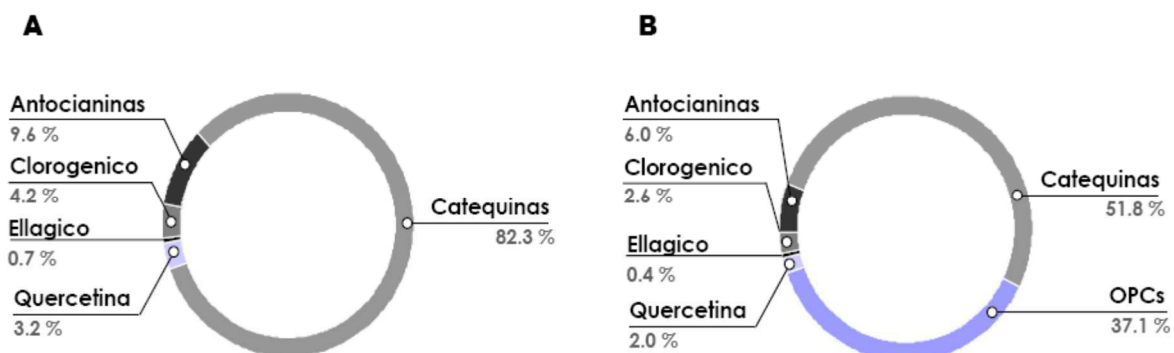 A
Antocianinas
9.6 %
Clorogenico
4.2 %
Ellagico
0.7 %
Quercetina
3.2 %
Catequinas
82.3 %
B
Antocianinas
6.0 %
Clorogenico
2.6 %
Ellagico
0.4 %
Quercetina
2.0 %
Catequinas
51.8 %
OPCs
37.1 %